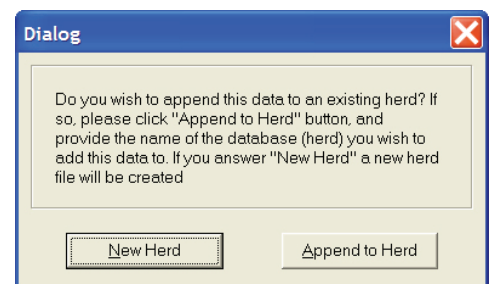 Dialog
Do you wish to append this data to an existing herd? If
so, please click "Append to Herd" button, and
provide the name of the database (herd) you wish to
add this data to. If you answer "New Herd" a new herd
file will be created
New Herd
Append to Herd